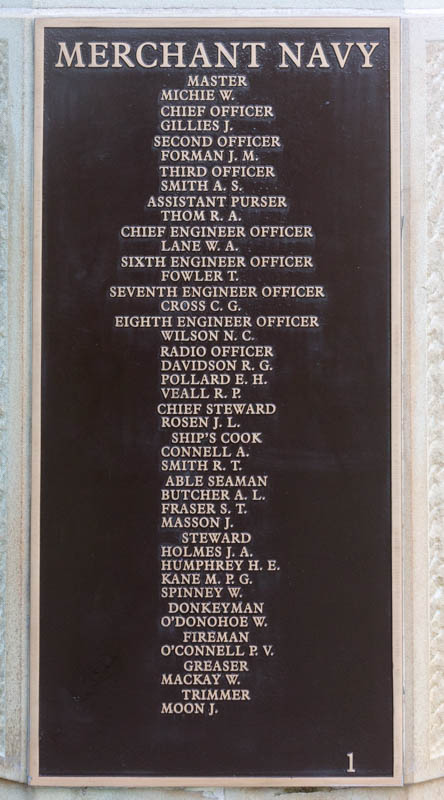 MERCHANT NAVY
MASTER
MICHIE W.
CHIEF OFFICER
GILLIES J.
SECOND OFFICER
FORMAN J. M.
THIRD OFFICER
SMITH A. S.
ASSISTANT PURSER
THOM R. A.
CHIEF ENGINEER OFFICER
LANE W. A.
SIXTH ENGINEER OFFICER
FOWLER T.
SEVENTH ENGINEER OFFICER
CROSS C. G.
EIGHTH ENGINEER OFFICER
WILSON N. C.
RADIO OFFICER
DAVIDSON R. G.
POLLARD E. H.
VEALL R. P.
CHIEF STEWARD
ROSEN J. L.
SHIP'S COOK
CONNELL A.
SMITH R. T.
ABLE SEAMAN
BUTCHER A. L.
FRASER S. T.
MASSON J.
STEWARD
HOLMES J. A.
HUMPHREY H. E.
KANE M. P. G.
SPINNEY W.
DONKEYMAN
O'DONOHOE W.
FIREMAN
O'CONNELL P. V.
GREASER
MACKAY W.
TRIMMER
MOON J.
1